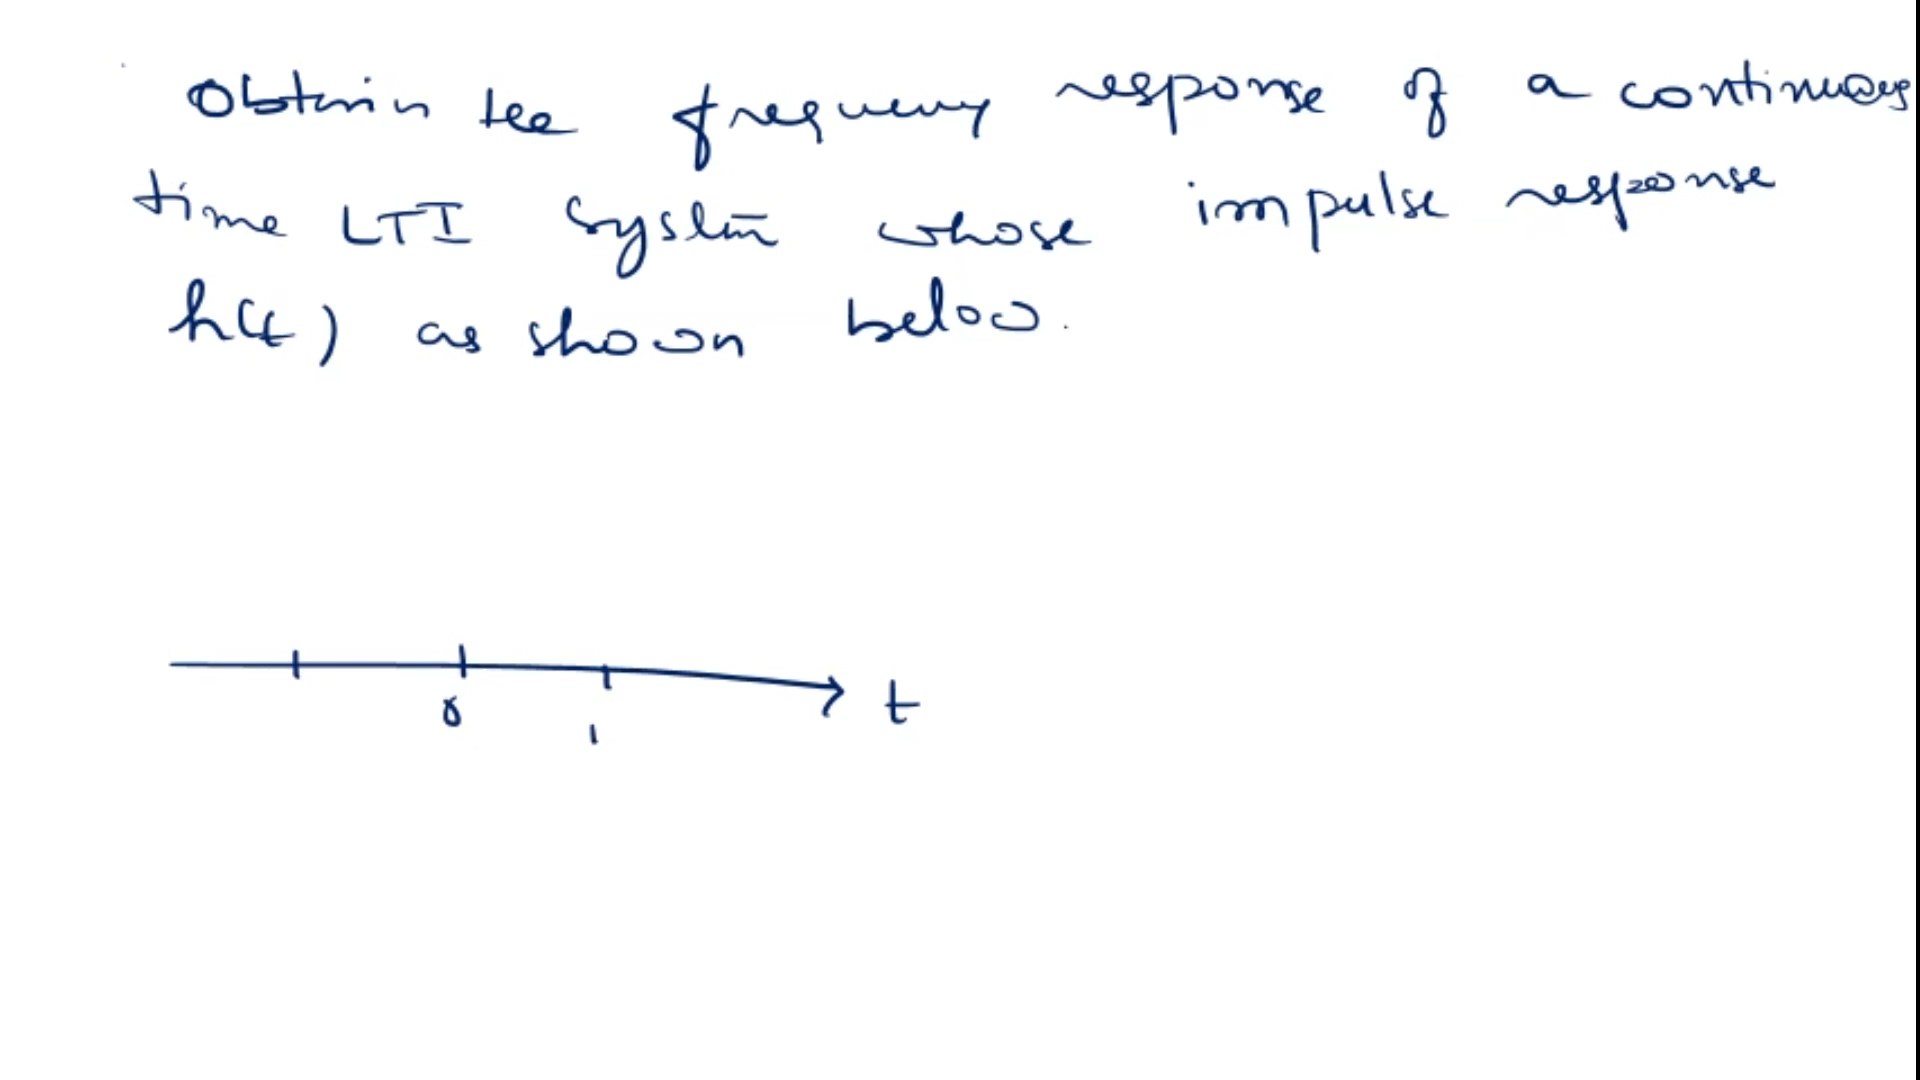 Obtain the frequency response of a continuous
time LTI system whose impulse response
h(t) as shown below.
t
0
1